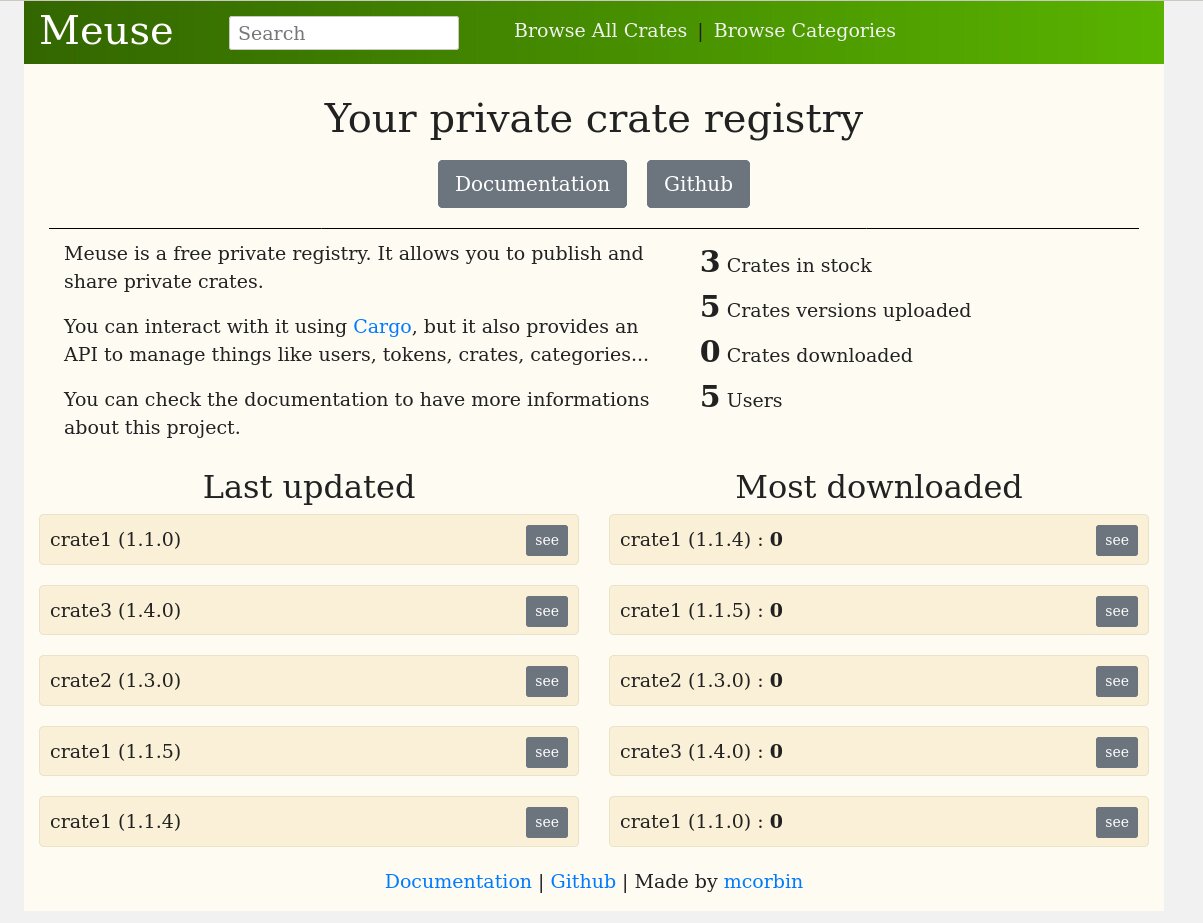 Meuse
Search
Browse All Crates | Browse Categories
Your private crate registry
Documentation
Github
Meuse is a free private registry. It allows you to publish and
share private crates.
You can interact with it using Cargo, but it also provides an
API to manage things like users, tokens, crates, categories...
You can check the documentation to have more informations
about this project.
3 Crates in stock
5 Crates versions uploaded
0 Crates downloaded
5 Users
Last updated
crate1 (1.1.0) see
crate3 (1.4.0) see
crate2 (1.3.0) see
crate1 (1.1.5) see
crate1 (1.1.4) see
Most downloaded
crate1 (1.1.4) : 0 see
crate1 (1.1.5) : 0 see
crate2 (1.3.0) : 0 see
crate3 (1.4.0) : 0 see
crate1 (1.1.0) : 0 see
Documentation | Github | Made by mcorbin